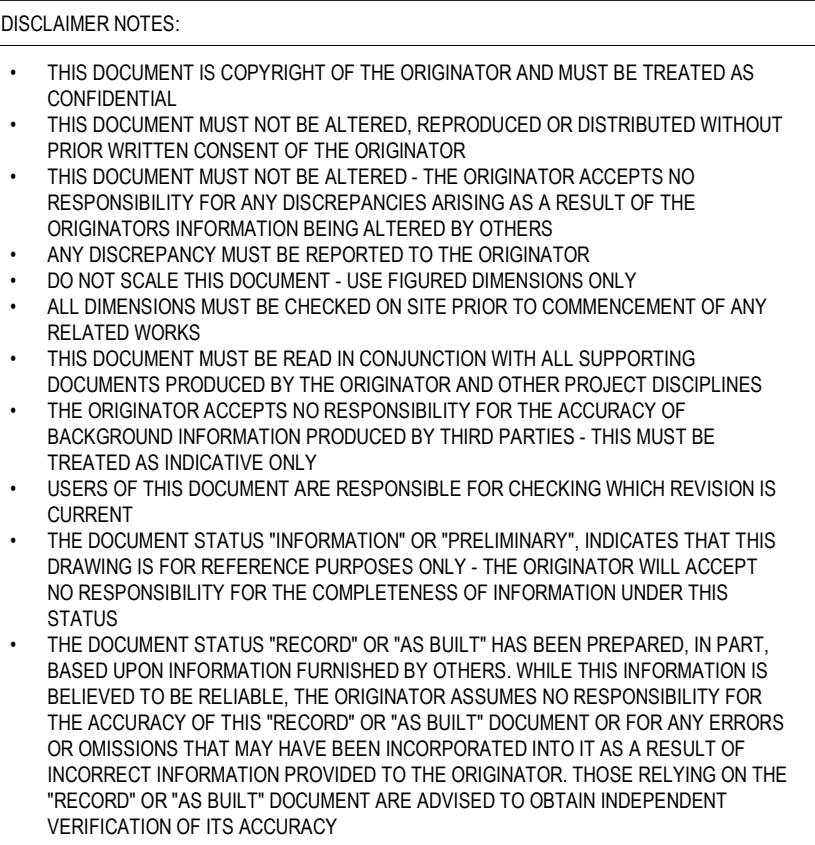 DISCLAIMER NOTES:
• THIS DOCUMENT IS COPYRIGHT OF THE ORIGINATOR AND MUST BE TREATED AS
CONFIDENTIAL
• THIS DOCUMENT MUST NOT BE ALTERED, REPRODUCED OR DISTRIBUTED WITHOUT
PRIOR WRITTEN CONSENT OF THE ORIGINATOR
• THIS DOCUMENT MUST NOT BE ALTERED - THE ORIGINATOR ACCEPTS NO
RESPONSIBILITY FOR ANY DISCREPANCIES ARISING AS A RESULT OF THE
ORIGINATORS INFORMATION BEING ALTERED BY OTHERS
• ANY DISCREPANCY MUST BE REPORTED TO THE ORIGINATOR
• DO NOT SCALE THIS DOCUMENT - USE FIGURED DIMENSIONS ONLY
• ALL DIMENSIONS MUST BE CHECKED ON SITE PRIOR TO COMMENCEMENT OF ANY
RELATED WORKS
• THIS DOCUMENT MUST BE READ IN CONJUNCTION WITH ALL SUPPORTING
DOCUMENTS PRODUCED BY THE ORIGINATOR AND OTHER PROJECT DISCIPLINES
• THE ORIGINATOR ACCEPTS NO RESPONSIBILITY FOR THE ACCURACY OF
BACKGROUND INFORMATION PRODUCED BY THIRD PARTIES - THIS MUST BE
TREATED AS INDICATIVE ONLY
• USERS OF THIS DOCUMENT ARE RESPONSIBLE FOR CHECKING WHICH REVISION IS
CURRENT
• THE DOCUMENT STATUS "INFORMATION" OR "PRELIMINARY", INDICATES THAT THIS
DRAWING IS FOR REFERENCE PURPOSES ONLY - THE ORIGINATOR WILL ACCEPT
NO RESPONSIBILITY FOR THE COMPLETENESS OF INFORMATION UNDER THIS
STATUS
• THE DOCUMENT STATUS "RECORD" OR "AS BUILT" HAS BEEN PREPARED, IN PART,
BASED UPON INFORMATION FURNISHED BY OTHERS. WHILE THIS INFORMATION IS
BELIEVED TO BE RELIABLE, THE ORIGINATOR ASSUMES NO RESPONSIBILITY FOR
THE ACCURACY OF THIS "RECORD" OR "AS BUILT" DOCUMENT OR FOR ANY ERRORS
OR OMISSIONS THAT MAY HAVE BEEN INCORPORATED INTO IT AS A RESULT OF
INCORRECT INFORMATION PROVIDED TO THE ORIGINATOR. THOSE RELYING ON THE
"RECORD" OR "AS BUILT" DOCUMENT ARE ADVISED TO OBTAIN INDEPENDENT
VERIFICATION OF ITS ACCURACY